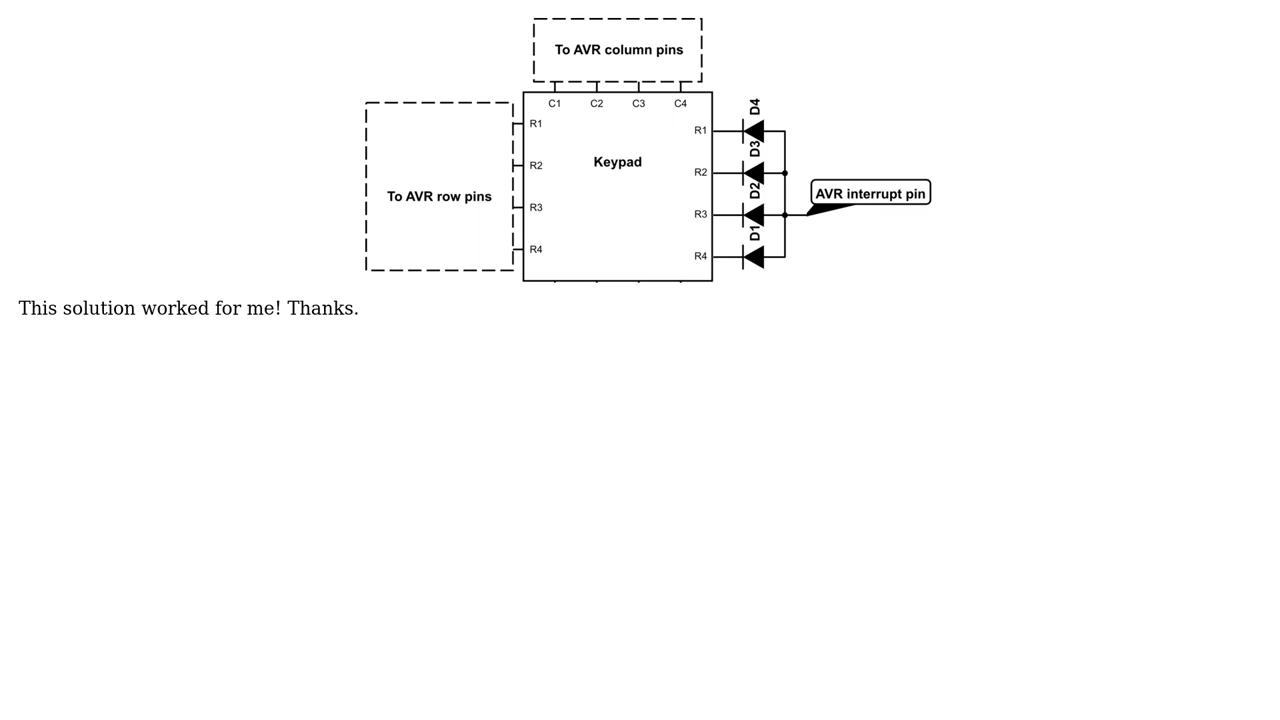 To AVR column pins
C1 C2 C3 C4
D4
R1 R1
D3
Keypad
R2 R2
D2
To AVR row pins
AVR interrupt pin
R3 R3
D1
R4 R4
This solution worked for me! Thanks.